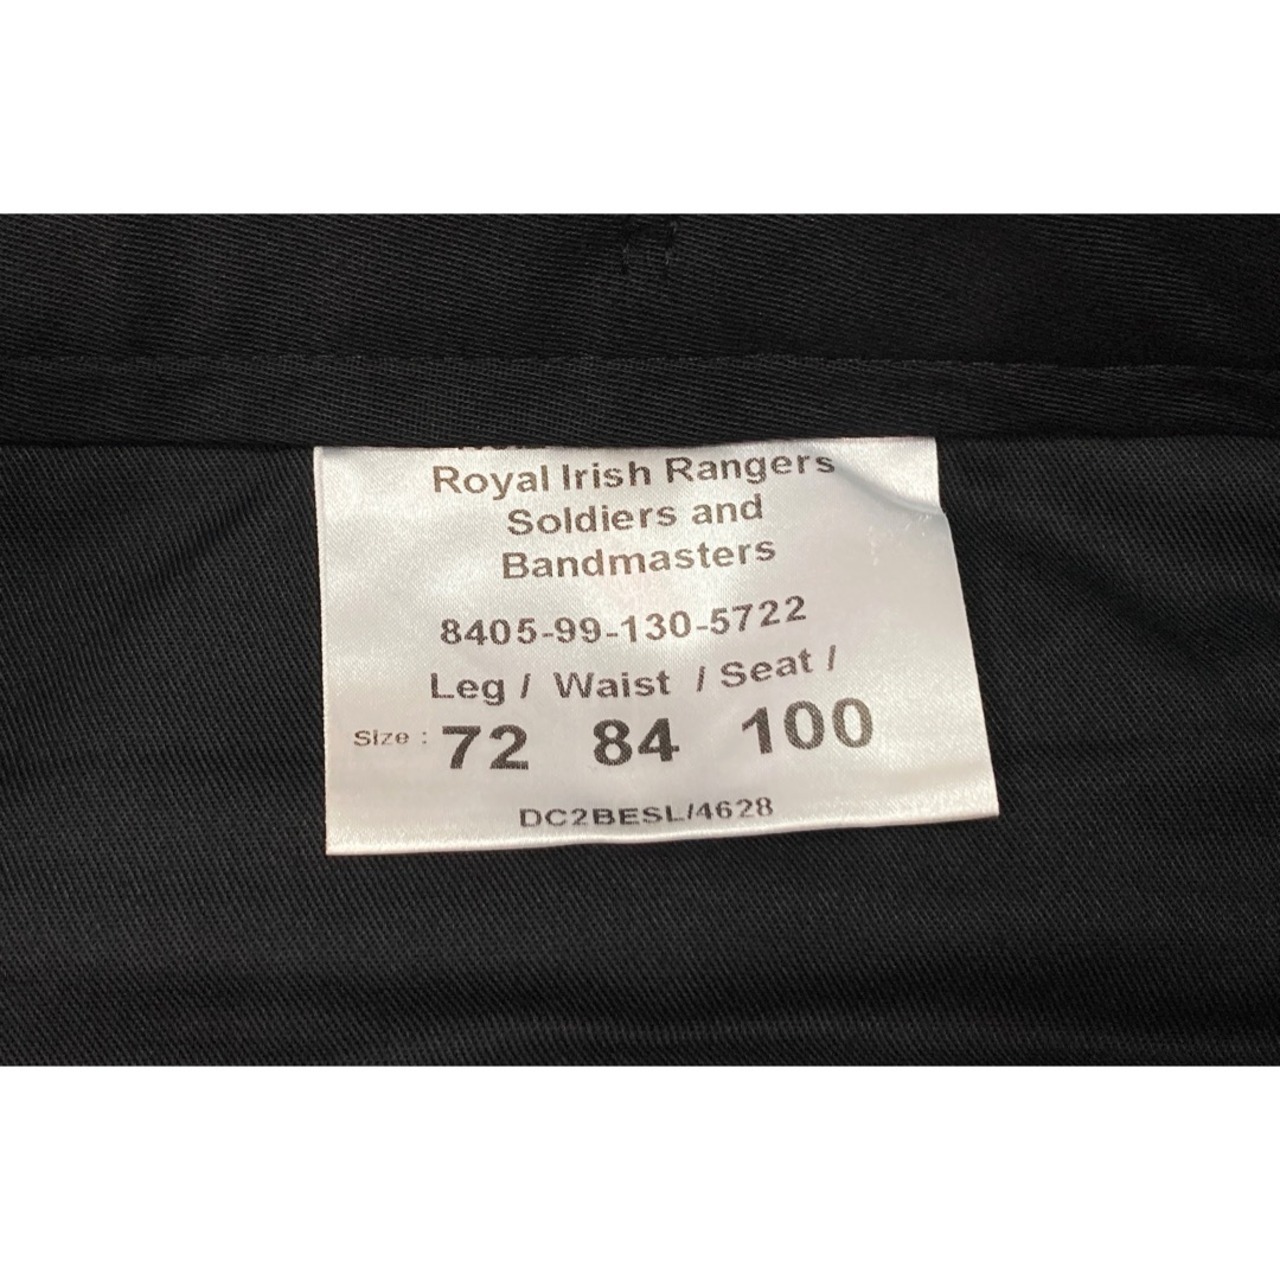 Royal Irish Rangers
Soldiers and
Bandmasters
8405-99-130-5722
Leg / Waist / Seat /
Size : 72 84 100
DC2BESL/4628